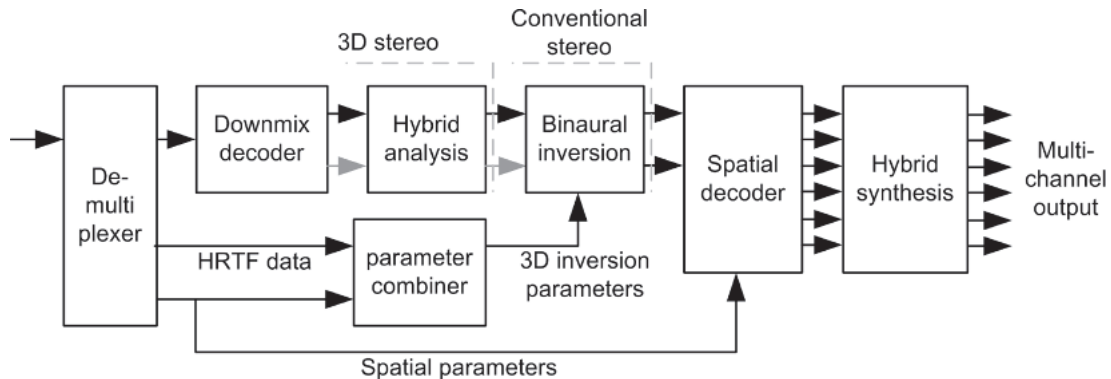 Conventional
stereo
3D stereo
De-
multi
plexer
Downmix
decoder
Hybrid
analysis
Binaural
inversion
Spatial
decoder
Hybrid
synthesis
Multi-
channel
output
HRTF data
parameter
combiner
3D inversion
parameters
Spatial parameters